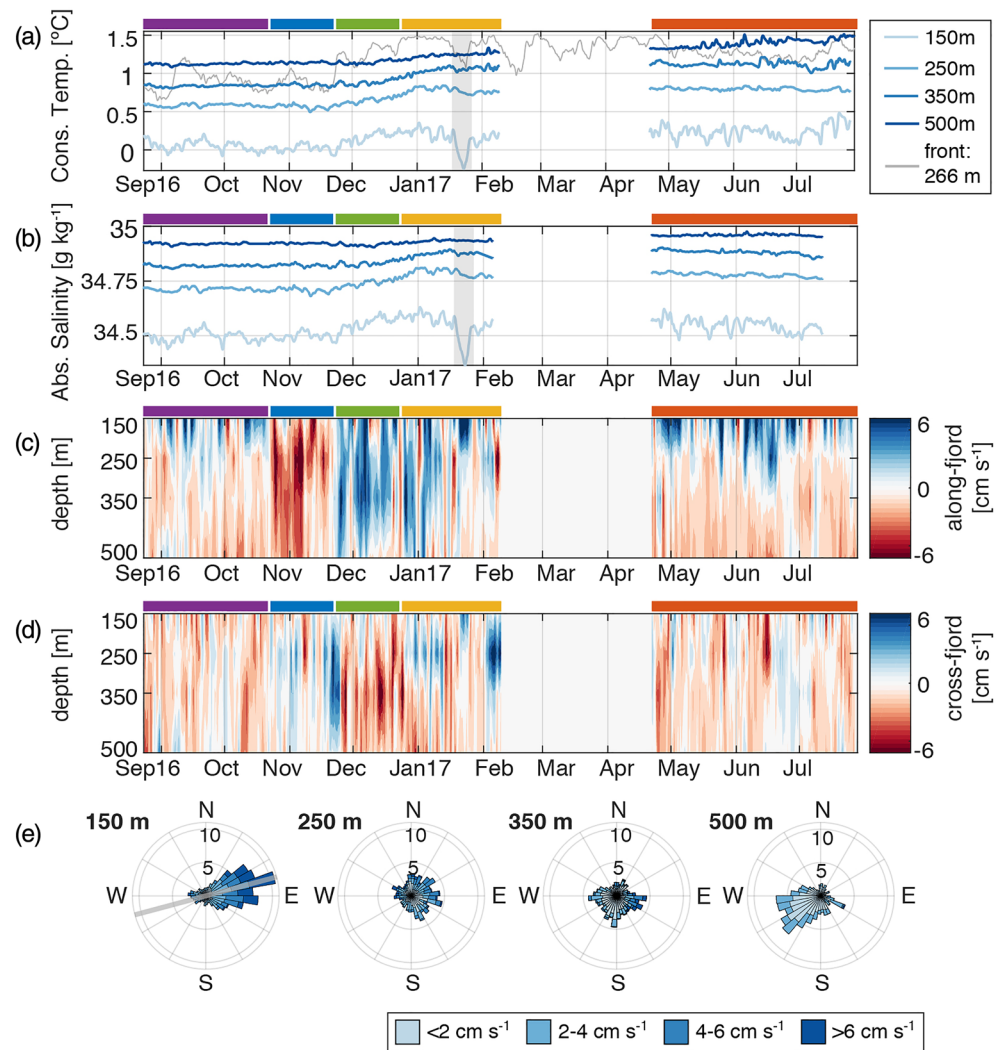 (a)
Cons. Temp. [°C]
1.5
1
0.5
0
Sep16 Oct Nov Dec Jan17 Feb Mar Apr May Jun Jul
150m
250m
350m
500m
front:
266 m
(b)
Abs. Salinity [g kg-1]
35
34.75
34.5
Sep16 Oct Nov Dec Jan17 Feb Mar Apr May Jun Jul
(c)
depth [m]
150
250
350
500
Sep16 Oct Nov Dec Jan17 Feb Mar Apr May Jun Jul
6
0
-6
along-fjord
[cm s-1]
(d)
depth [m]
150
250
350
500
Sep16 Oct Nov Dec Jan17 Feb Mar Apr May Jun Jul
6
0
-6
cross-fjord
[cm s-1]
(e)
150 m
N
10
5
W E
S
250 m
N
10
5
W E
S
350 m
N
10
5
W E
S
500 m
N
10
5
W E
S
<2 cm s-1 2-4 cm s-1 4-6 cm s-1 >6 cm s-1